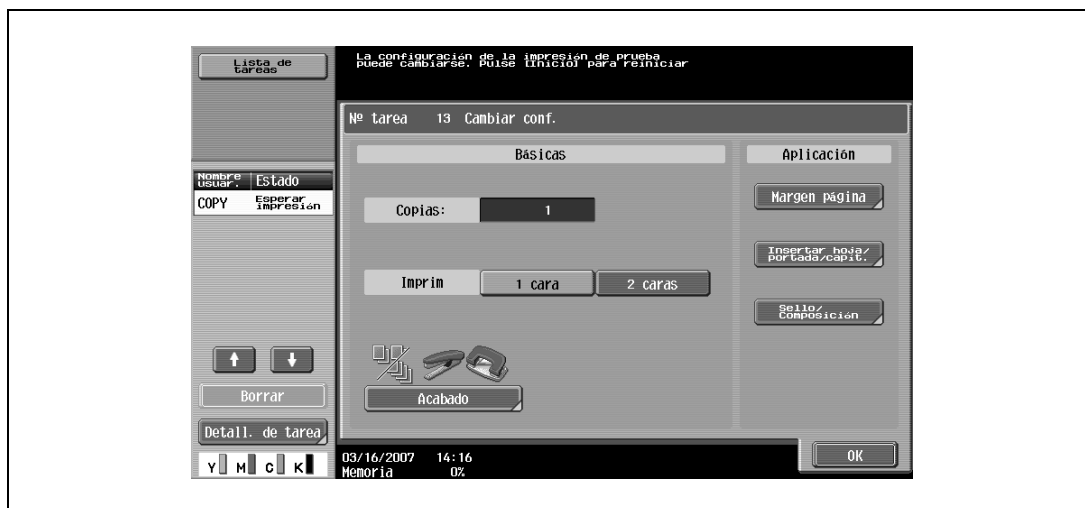 Lista de
tareas
La configuración de la impresión de prueba
puede cambiarse. Pulse [Inicio] para reiniciar
Nº tarea 13 Cambiar conf.
Básicas
Aplicación
Nombre
usuar.
Estado
COPY
Esperar
impresión
Copias: 1
Margen página
Insertar hoja/
portada/capit.
Imprim 1 cara 2 caras
Sello/
Composición
Borrar
Acabado
Detall. de tarea
Y M C K
03/16/2007 14:16
Memoria 0%
OK